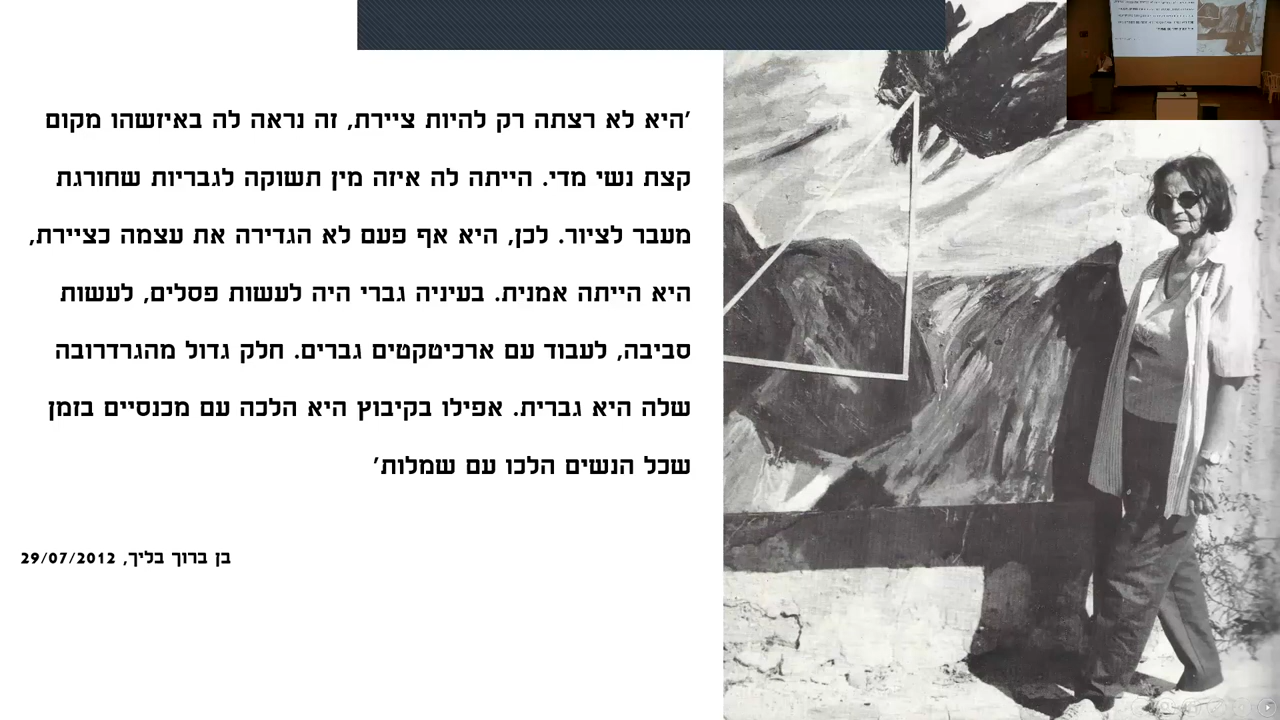 'היא לא רצתה רק להיות ציירת, זה נראה לה באיזשהו מקום
קצת נשי מדי. הייתה לה איזה מין תשוקה לגבריות שחורגת
מעבר לציור. לכן, היא אף פעם לא הגדירה את עצמה כציירת,
היא הייתה אמנית. בעיניה גברי היה לעשות פסלים, לעשות
סביבה, לעבוד עם ארכיטקטים גברים. חלק גדול מהגרדרובה
שלה היא גברית. אפילו בקיבוץ היא הלכה עם מכנסיים בזמן
שכל הנשים הלכו עם שמלות'
בן ברוך בליך, 29/07/2012